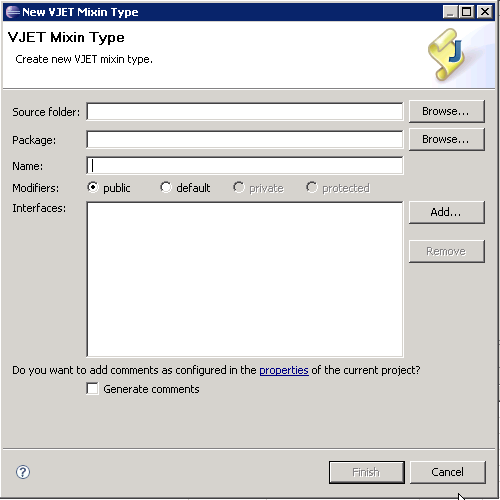 New VJET Mixin Type
VJET Mixin Type
Create new VJET mixin type.
Source folder: Browse...
Package: Browse...
Name:
Modifiers: public default private protected
Interfaces: Add...
Remove
Do you want to add comments as configured in the properties of the current project?
Generate comments
? Finish Cancel